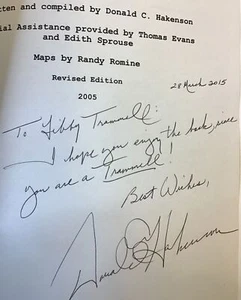 tten and compiled by Donald C. Hakenson
ial Assistance provided by Thomas Evans
and Edith Sprouse
Maps by Randy Romine
Revised Edition
2005
28 March 2015
To Libby Trammell:
I hope you enjoy the book, since
you are a Trammell!
Best Wishes,
Donald Hakenson